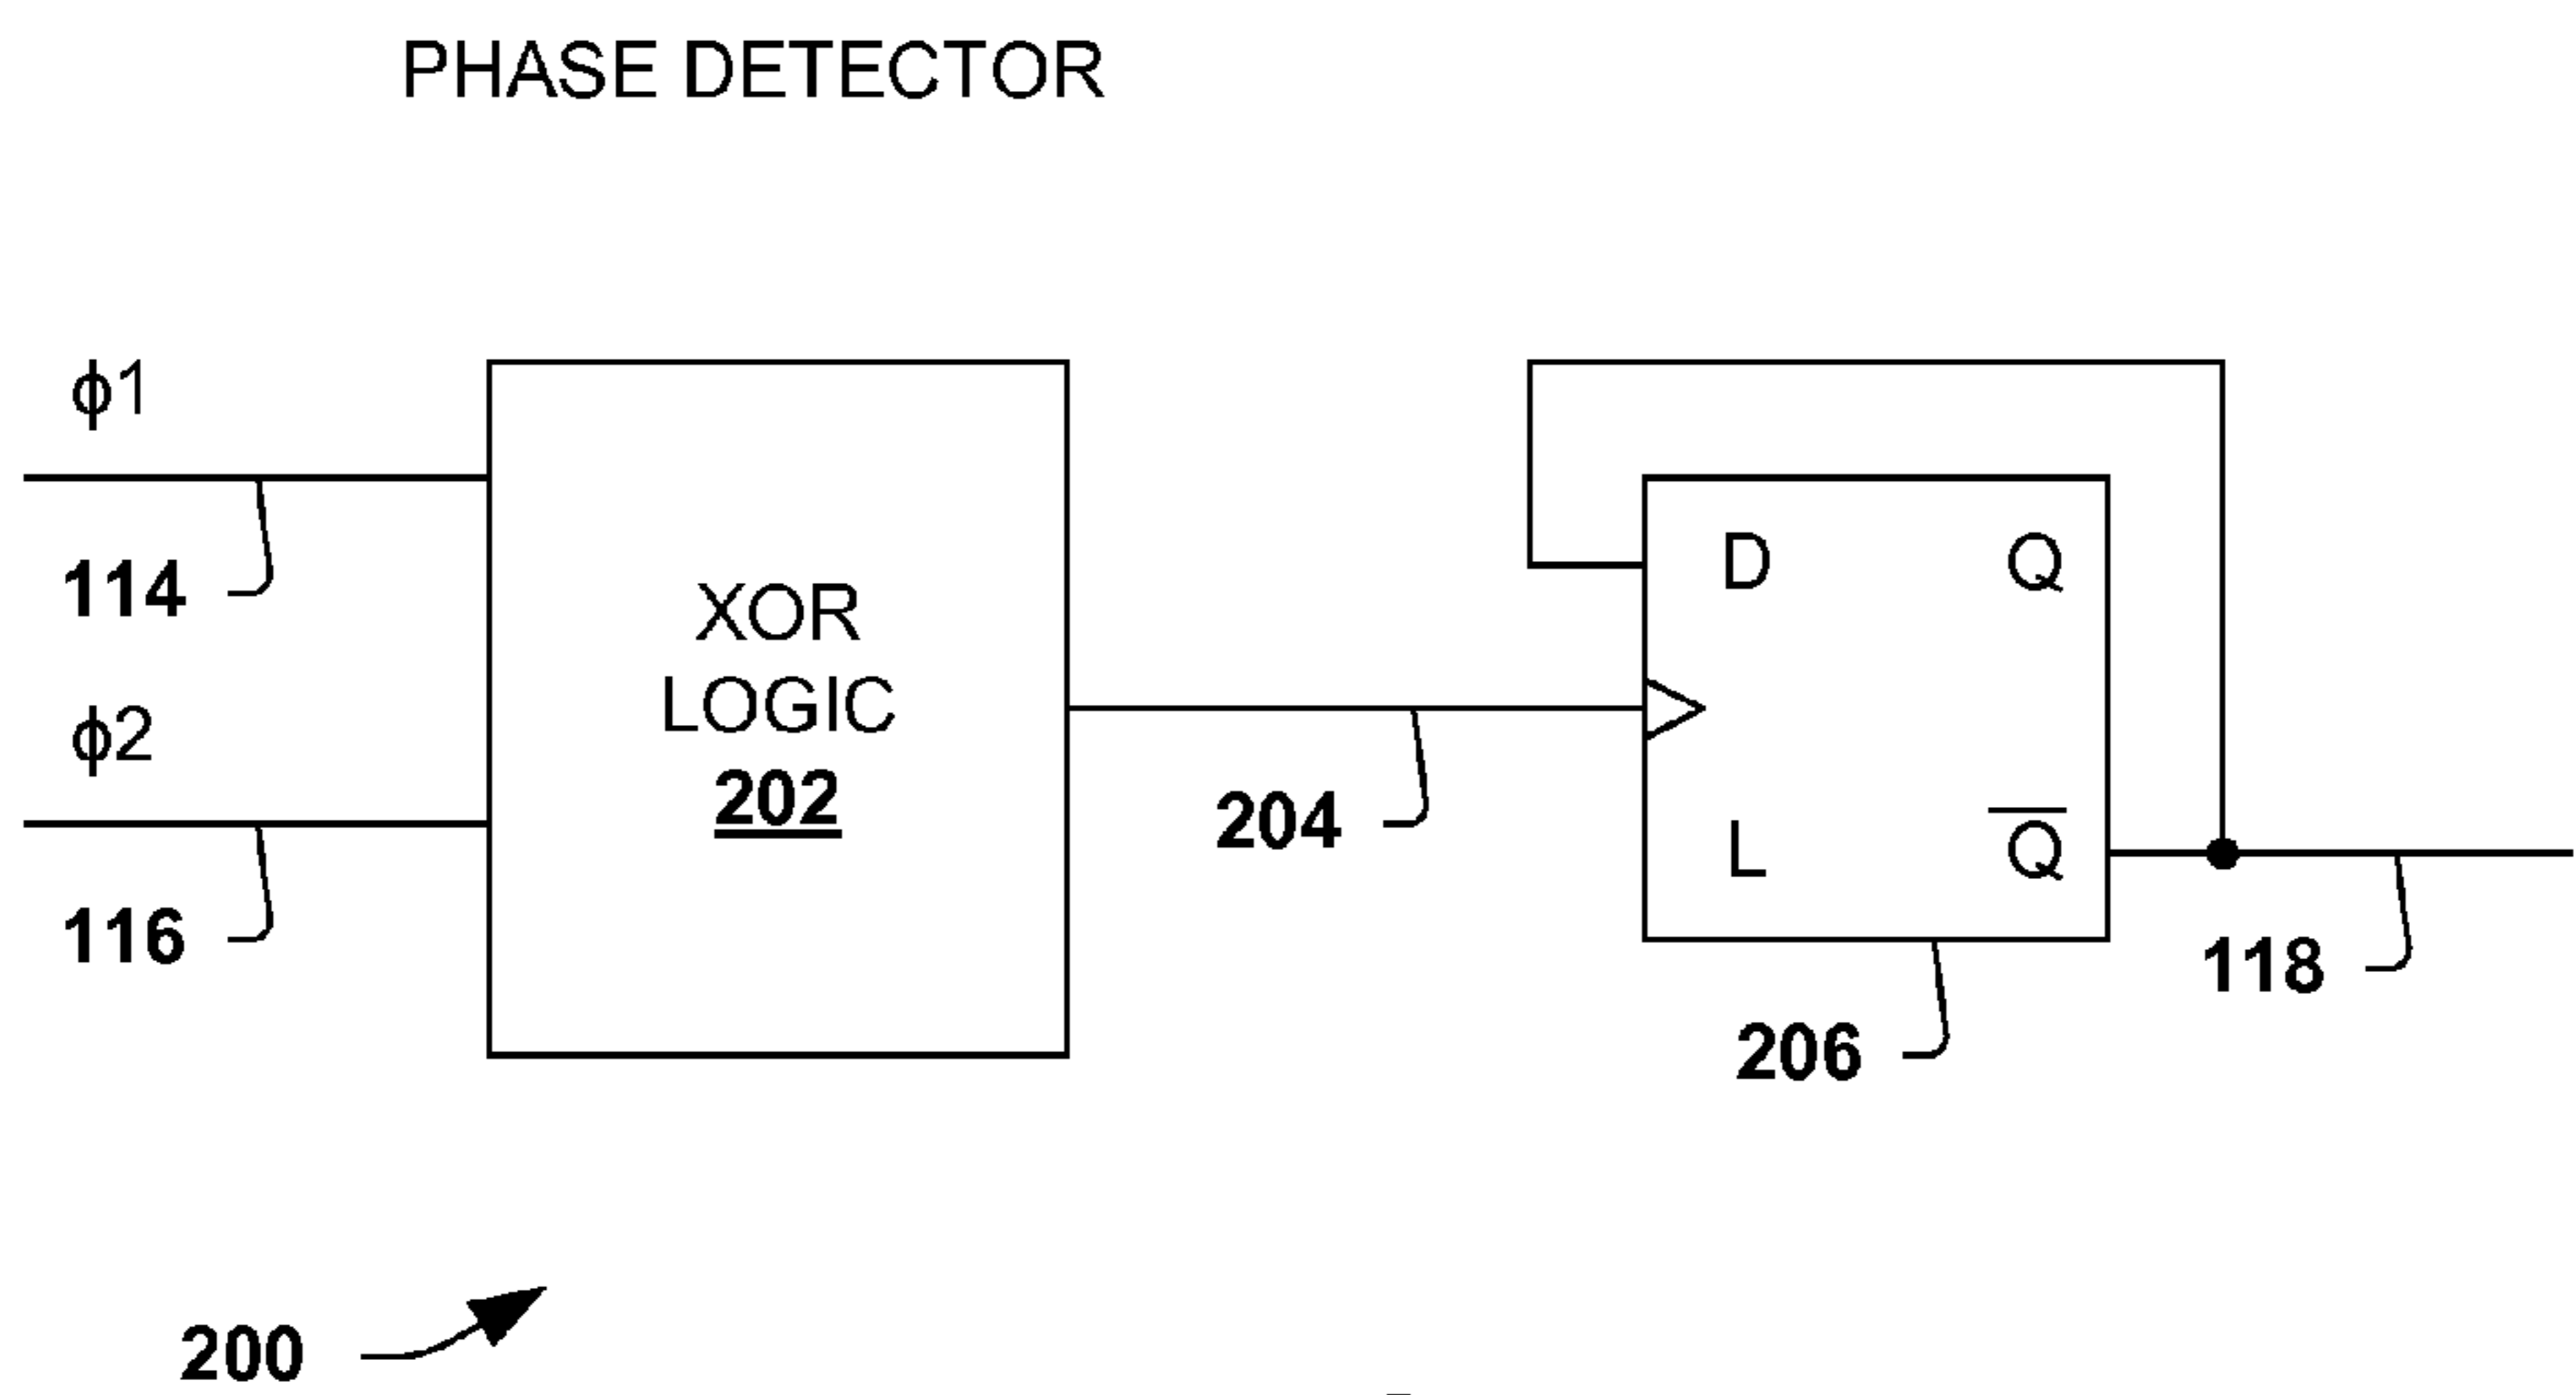 PHASE DETECTOR
ϕ1
114
ϕ2
116
XOR
LOGIC
202
204
D Q
L Q̅
206
118
200